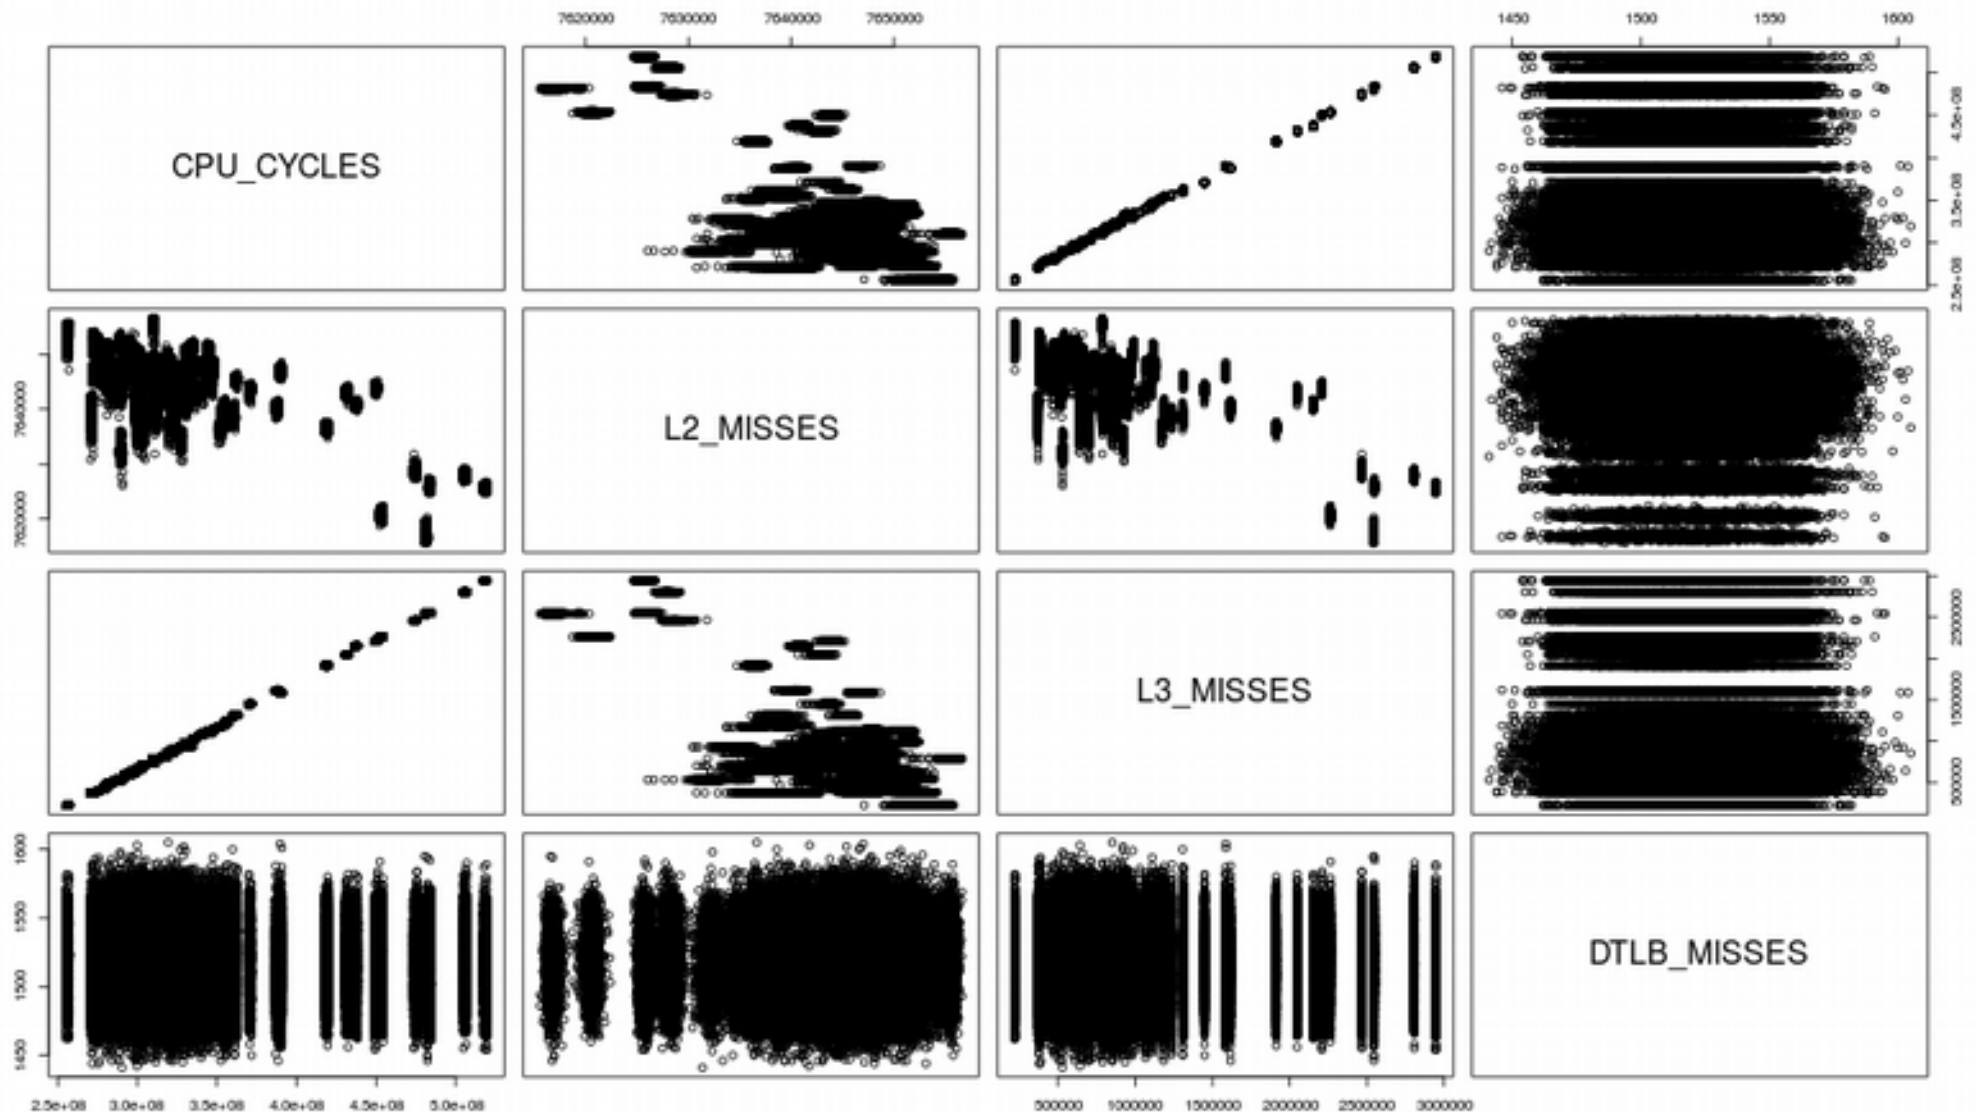 7620000 7630000 7640000 7650000 1450 1500 1550 1600
CPU_CYCLES
2.5e+08 3.5e+08 4.5e+08
7620000 7640000
L2_MISSES
L3_MISSES
500000 1500000 2500000
1450 1500 1550 1600
DTLB_MISSES
2.5e+08 3.0e+08 3.5e+08 4.0e+08 4.5e+08 5.0e+08 500000 1000000 1500000 2000000 2500000 3000000